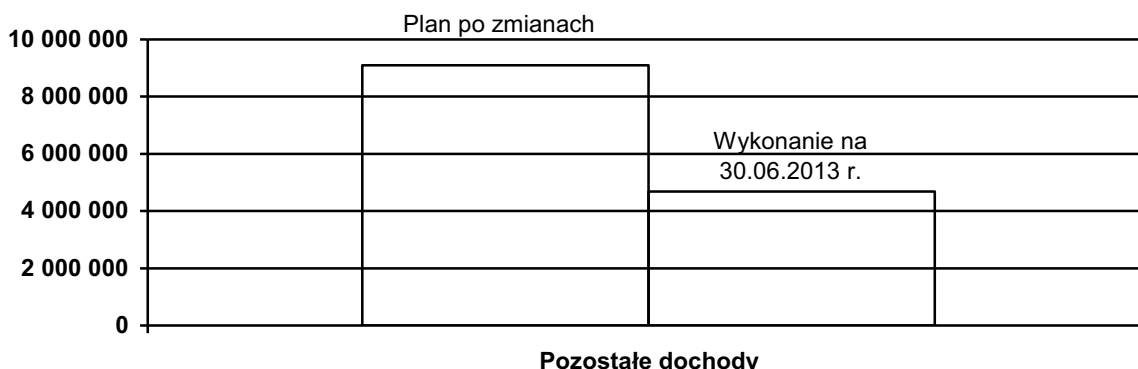 Plan po zmianach
10 000 000
8 000 000
6 000 000
Wykonanie na
30.06.2013 r.
4 000 000
2 000 000
0
Pozostałe dochody